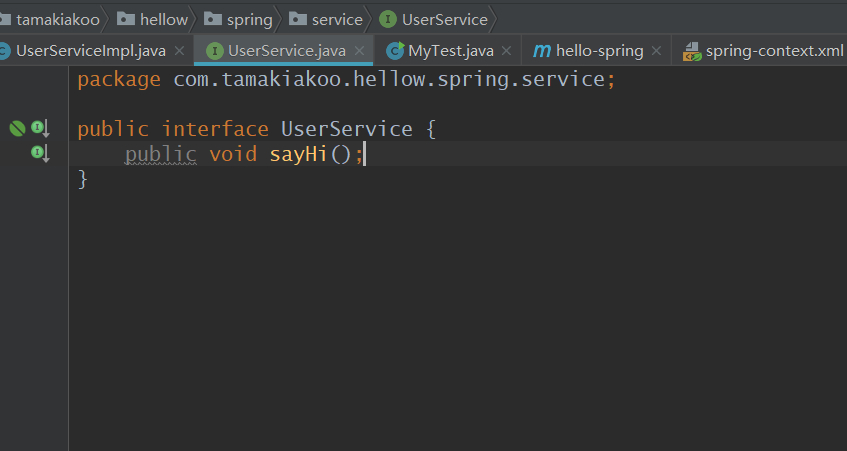 tamakiakoo hellow spring service I UserService
C UserServiceImpl.java I UserService.java C MyTest.java m hello-spring spring-context.xml
package com.tamakiakoo.hellow.spring.service;
public interface UserService {
public void sayHi();
}